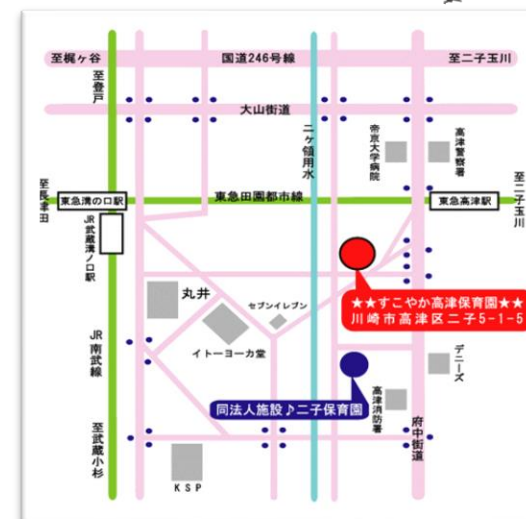 至梶ヶ谷
国道246号線
至二子玉川
至登戸
大山街道
二ヶ領用水
帝京大学病院
高津警察署
至長津田
東急溝の口駅
東急田園都市線
東急高津駅
至二子玉川
JR武蔵溝ノ口駅
丸井
セブンイレブン
イトーヨーカ堂
★★すこやか高津保育園★★
川崎市高津区二子5-1-5
JR南武線
デニーズ
同法人施設♪二子保育園
高津消防署
府中街道
至武蔵小杉
KSP